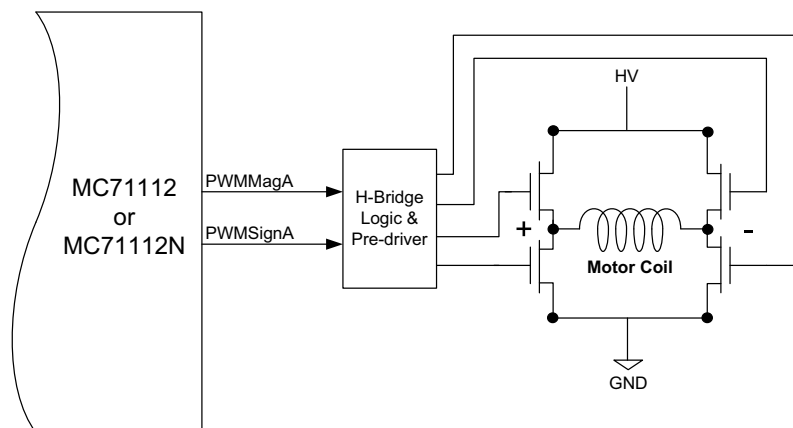 HV
MC71112
or
MC71112N
PWMMagA
PWMSignA
H-Bridge
Logic &
Pre-driver
+
-
Motor Coil
GND